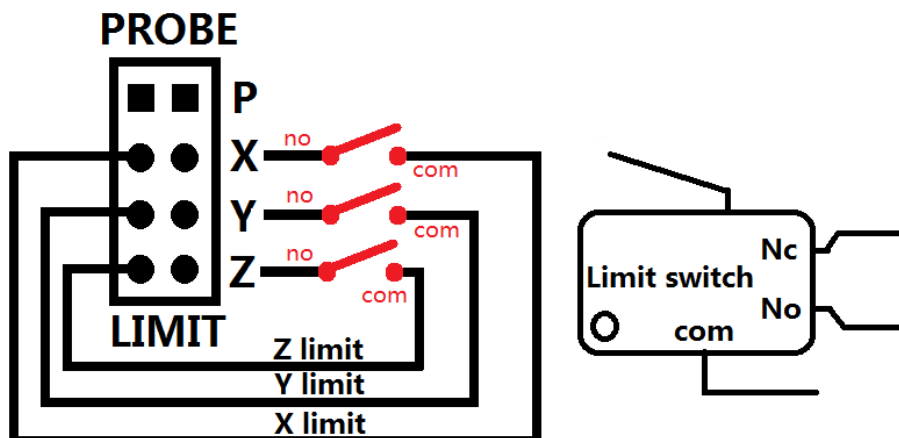 PROBE
P
no
X
com
no
Y
com
no
Z
com
LIMIT
Z limit
Y limit
X limit
Nc
Limit switch
No
com